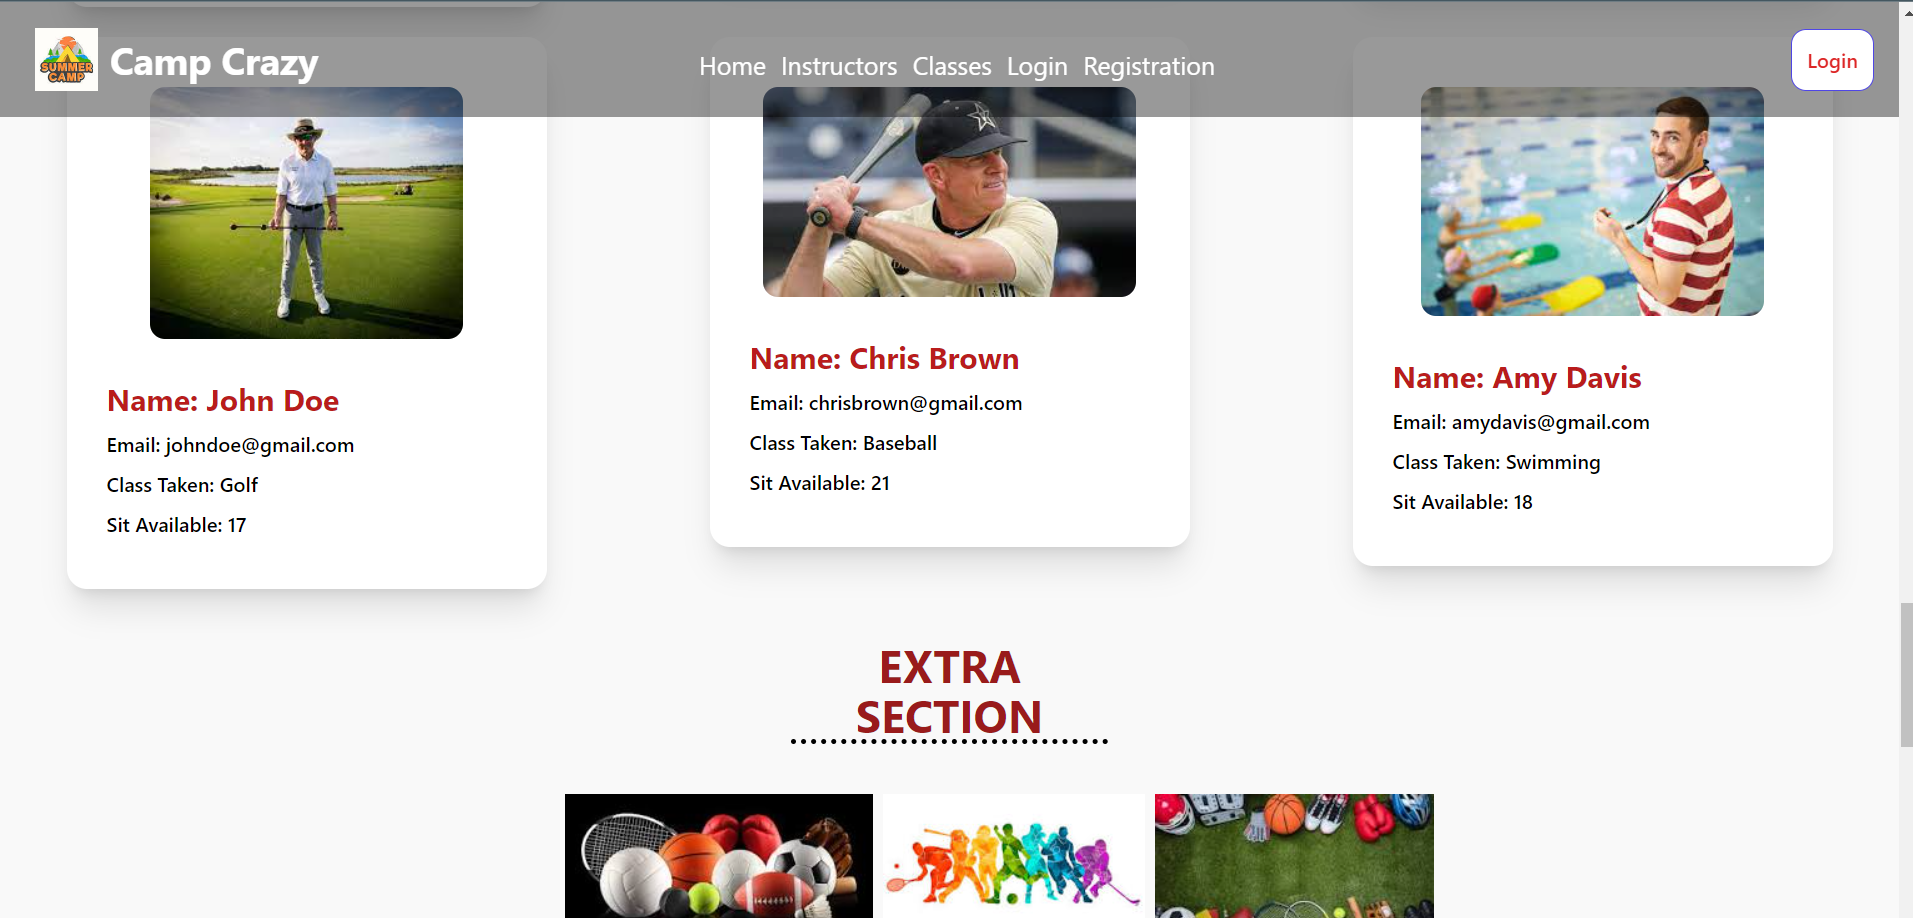 SUMMER
CAMP
Camp Crazy
Home Instructors Classes Login Registration
Login
Name: John Doe
Email: johndoe@gmail.com
Class Taken: Golf
Sit Available: 17
Name: Chris Brown
Email: chrisbrown@gmail.com
Class Taken: Baseball
Sit Available: 21
Name: Amy Davis
Email: amydavis@gmail.com
Class Taken: Swimming
Sit Available: 18
EXTRA
SECTION